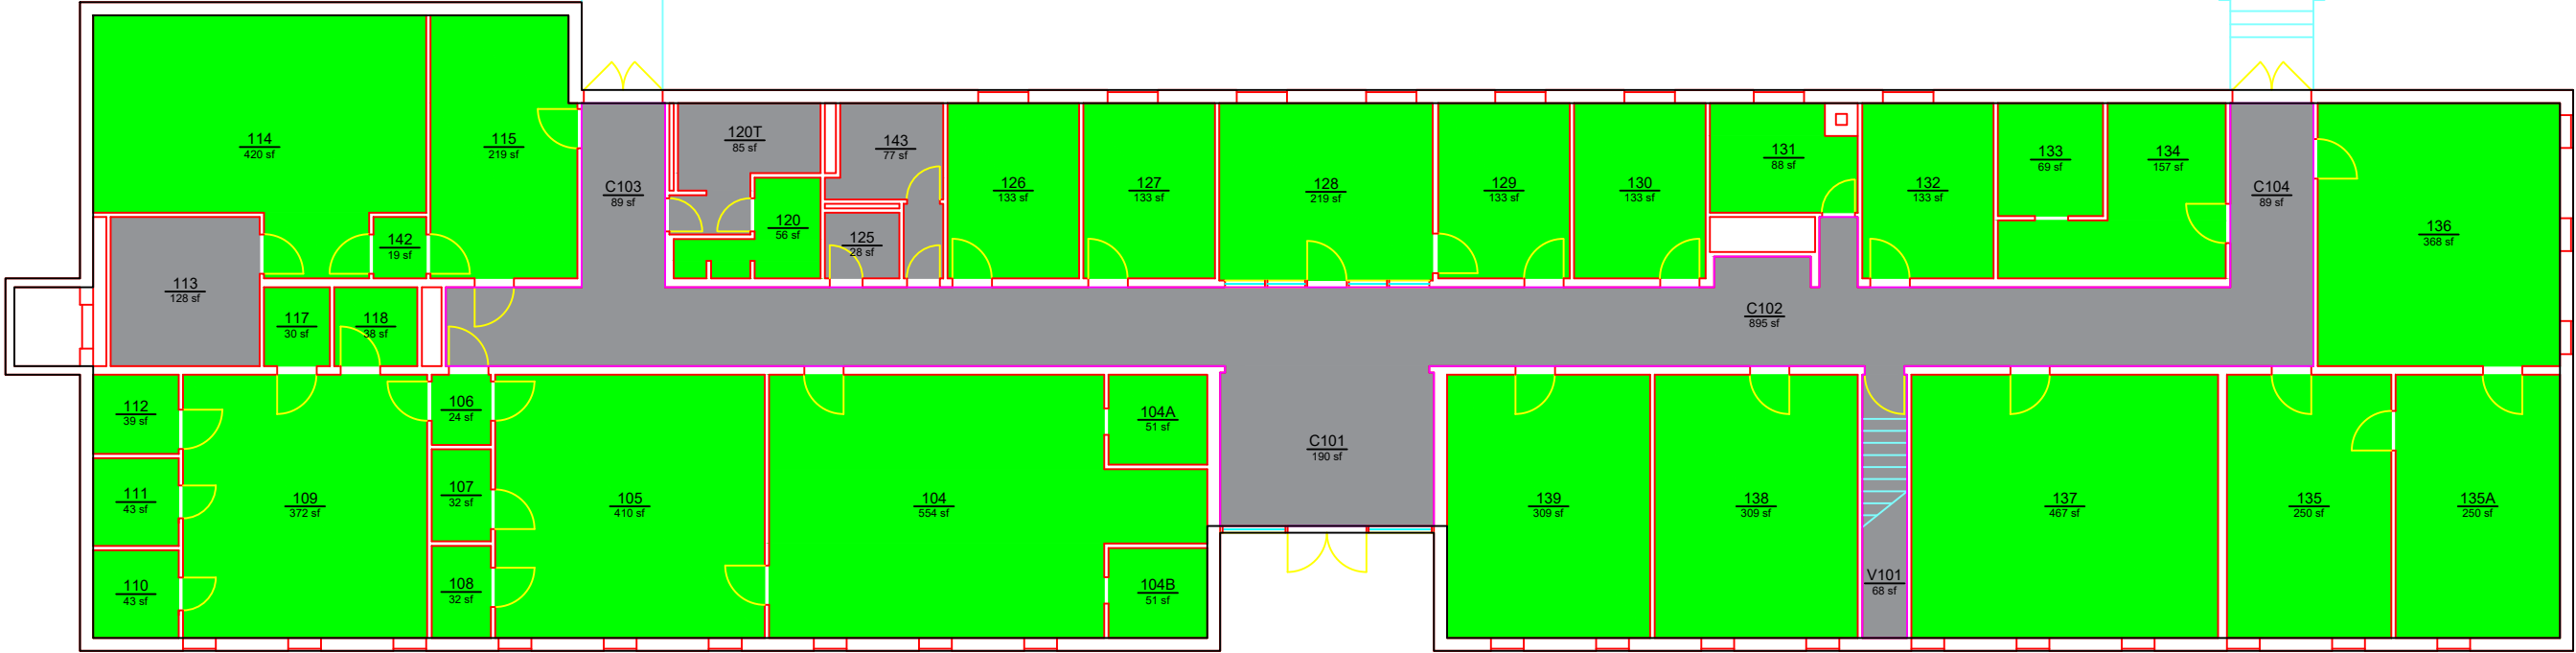 114
420 sf
115
219 sf
C103
89 sf
120T
85 sf
143
77 sf
126
133 sf
127
133 sf
128
219 sf
129
133 sf
130
133 sf
131
88 sf
132
133 sf
133
69 sf
134
157 sf
C104
89 sf
136
368 sf
120
56 sf
125
28 sf
142
19 sf
113
128 sf
117
30 sf
118
38 sf
C102
895 sf
112
39 sf
106
24 sf
104A
51 sf
C101
190 sf
111
43 sf
109
372 sf
107
32 sf
105
410 sf
104
554 sf
139
309 sf
138
309 sf
137
467 sf
135
250 sf
135A
250 sf
110
43 sf
108
32 sf
104B
51 sf
V101
68 sf